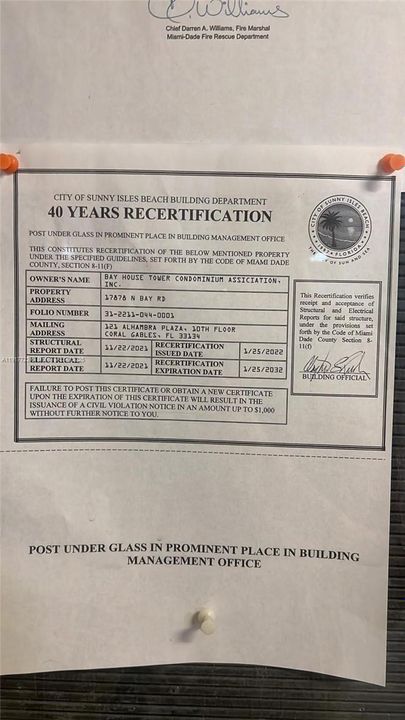 D. Williams
Chief Darren A. Williams, Fire Marshal
Miami-Dade Fire Rescue Department
CITY OF SUNNY ISLES BEACH BUILDING DEPARTMENT
40 YEARS RECERTIFICATION
POST UNDER GLASS IN PROMINENT PLACE IN BUILDING MANAGEMENT OFFICE
THIS CONSTITUTES RECERTIFICATION OF THE BELOW MENTIONED PROPERTY
UNDER THE SPECIFIED GUIDELINES, SET FORTH BY THE CODE OF MIAMI DADE
COUNTY, SECTION 8-11(F)
CITY OF SUNNY ISLES BEACH
1997 FLORIDA
THE CITY OF SUN AND SEA
OWNER'S NAME BAY HOUSE TOWER CONDOMINIUM ASSICIATION, INC.
PROPERTY ADDRESS 17878 N BAY RD
FOLIO NUMBER 31-2211-044-0001
MAILING ADDRESS 121 ALHAMBRA PLAZA, 10TH FLOOR
CORAL GABLES, FL 33134
STRUCTURAL REPORT DATE 11/22/2021 RECERTIFICATION ISSUED DATE 1/25/2022
ELECTRICAL REPORT DATE 11/22/2021 RECERTIFICATION EXPIRATION DATE 1/25/2032
This Recertification verifies
receipt and acceptance of
Structural and Electrical
Reports for said structure,
under the provisions set
forth by the Code of Miami
Dade County Section 8-
11(f)
BUILDING OFFICIAL
FAILURE TO POST THIS CERTIFICATE OR OBTAIN A NEW CERTIFICATE
UPON THE EXPIRATION OF THIS CERTIFICATE WILL RESULT IN THE
ISSUANCE OF A CIVIL VIOLATION NOTICE IN AN AMOUNT UP TO $1,000
WITHOUT FURTHER NOTICE TO YOU.
POST UNDER GLASS IN PROMINENT PLACE IN BUILDING
MANAGEMENT OFFICE